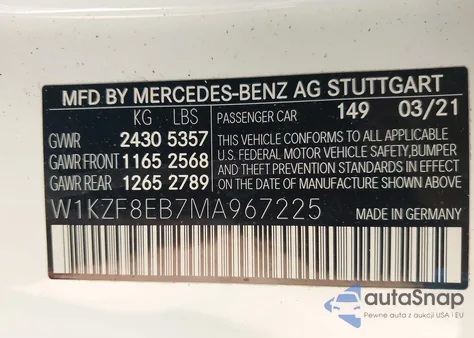 MFD BY MERCEDES-BENZ AG STUTTGART
KG LBS PASSENGER CAR 149 03/21
GVWR 2430 5357 THIS VEHICLE CONFORMS TO ALL APPLICABLE
GAWR FRONT 1165 2568 U.S. FEDERAL MOTOR VEHICLE SAFETY,BUMPER
GAWR REAR 1265 2789 AND THEFT PREVENTION STANDARDS IN EFFECT
ON THE DATE OF MANUFACTURE SHOWN ABOVE.
W1KZF8EB7MA967225 MADE IN GERMANY
autoSnap
Pewne auta z aukcji USA i EU